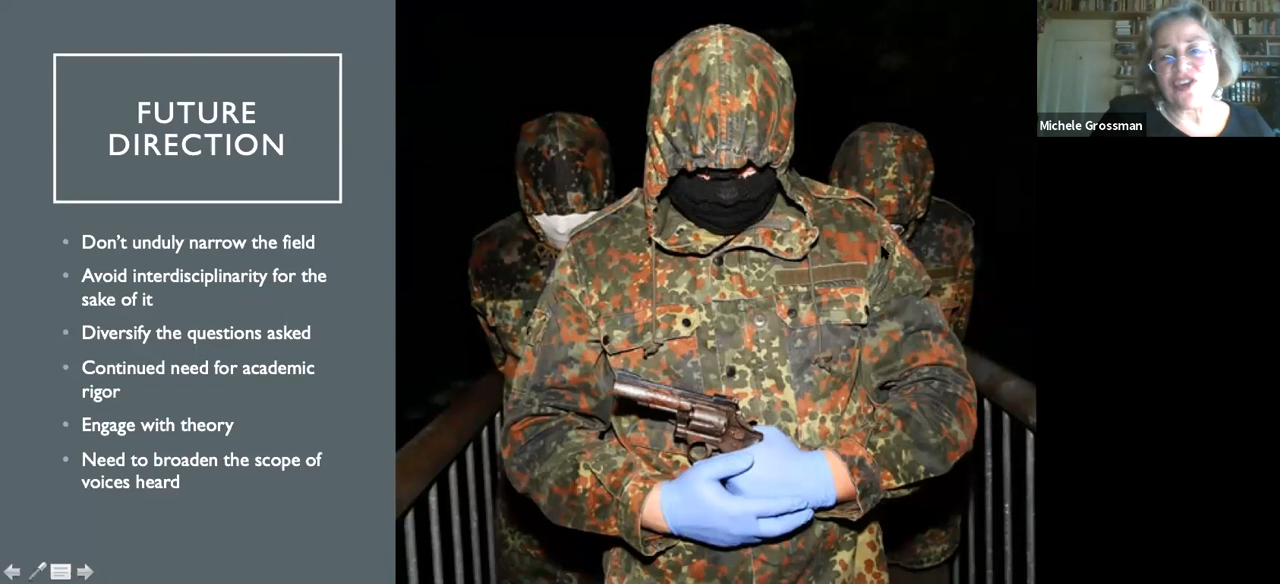 FUTURE
DIRECTION
Don't unduly narrow the field
Avoid interdisciplinarity for the
sake of it
Diversify the questions asked
Continued need for academic
rigor
Engage with theory
Need to broaden the scope of
voices heard
Michele Grossman